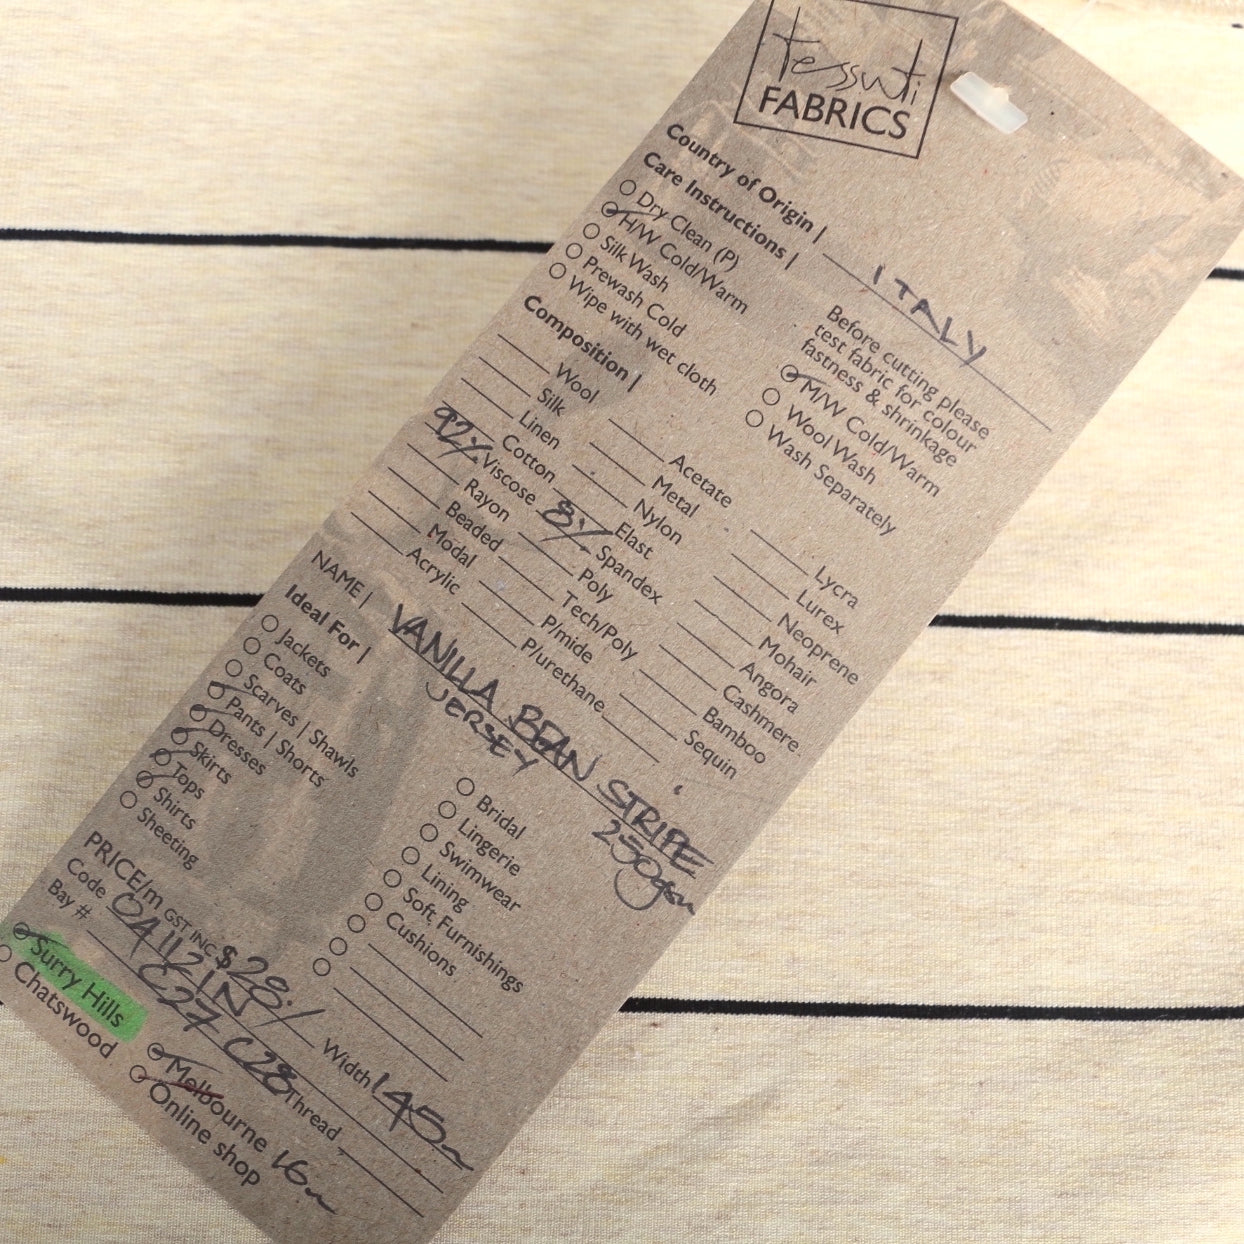 tessuti
FABRICS
Country of Origin | ITALY
Care Instructions |
Dry Clean (P)
H/W Cold/Warm
Silk Wash
Prewash Cold
Wipe with wet cloth
Before cutting please
test fabric for colour
fastness & shrinkage
M/W Cold/Warm
Wool Wash
Wash Separately
Composition |
Wool
Silk
Linen
Cotton
92% Viscose
Rayon
Beaded
Modal
Acrylic
Acetate
Metal
Nylon
Elast
8% Spandex
Poly
Tech/Poly
P/mide
P/urethane
Lycra
Lurex
Neoprene
Mohair
Angora
Cashmere
Bamboo
Sequin
NAME | VANILLA BEAN STRIPE
JERSEY 250gsm
Ideal For |
Jackets
Coats
Scarves | Shawls
Pants | Shorts
Dresses
Skirts
Tops
Shirts
Sheeting
Bridal
Lingerie
Swimwear
Lining
Soft Furnishings
Cushions
PRICE/m GST INC $28.-/ Width 145m
Code 04112IN
Bay # C27 C28 Thread
Surry Hills
Chatswood
Melbourne 16m
Online shop